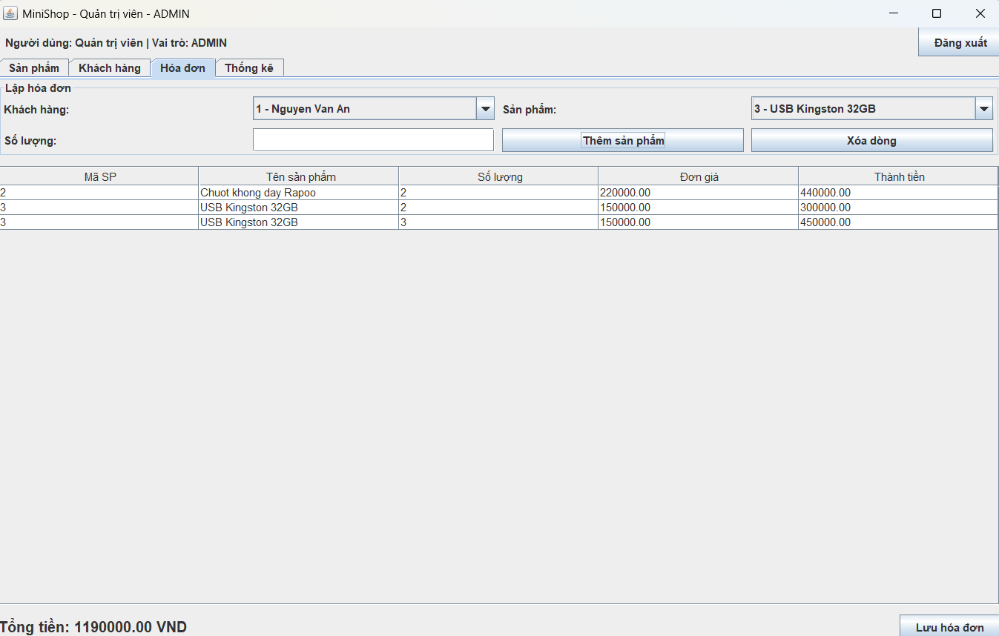 MiniShop - Quản trị viên - ADMIN
Người dùng: Quản trị viên | Vai trò: ADMIN
Đăng xuất
Sản phẩm Khách hàng Hóa đơn Thống kê
Lập hóa đơn
Khách hàng: 1 - Nguyen Van An Sản phẩm: 3 - USB Kingston 32GB
Số lượng: Thêm sản phẩm Xóa dòng
Mã SP Tên sản phẩm Số lượng Đơn giá Thành tiền
2 Chuot khong day Rapoo 2 220000.00 440000.00
3 USB Kingston 32GB 2 150000.00 300000.00
3 USB Kingston 32GB 3 150000.00 450000.00
Tổng tiền: 1190000.00 VND Lưu hóa đơn